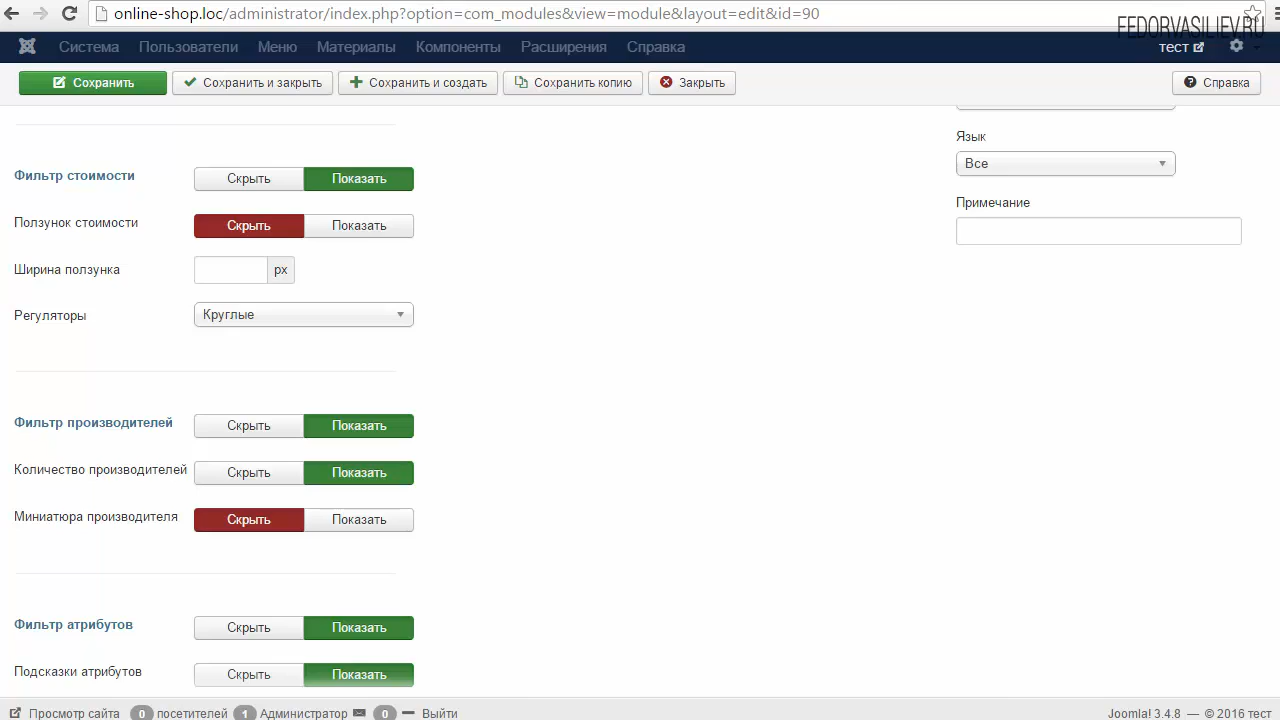 online-shop.loc/administrator/index.php?option=com_modules&view=module&layout=edit&id=90
FEDORVASILIEV.RU
Система Пользователи Меню Материалы Компоненты Расширения Справка тест
Сохранить Сохранить и закрыть Сохранить и создать Сохранить копию Закрыть Справка
Язык
Все
Примечание
Фильтр стоимости Скрыть Показать
Ползунок стоимости Скрыть Показать
Ширина ползунка px
Регуляторы Круглые
Фильтр производителей Скрыть Показать
Количество производителей Скрыть Показать
Миниатюра производителя Скрыть Показать
Фильтр атрибутов Скрыть Показать
Подсказки атрибутов Скрыть Показать
Просмотр сайта 0 посетителей 1 Администратор 0 Выйти Joomla! 3.4.8 — © 2016 тест